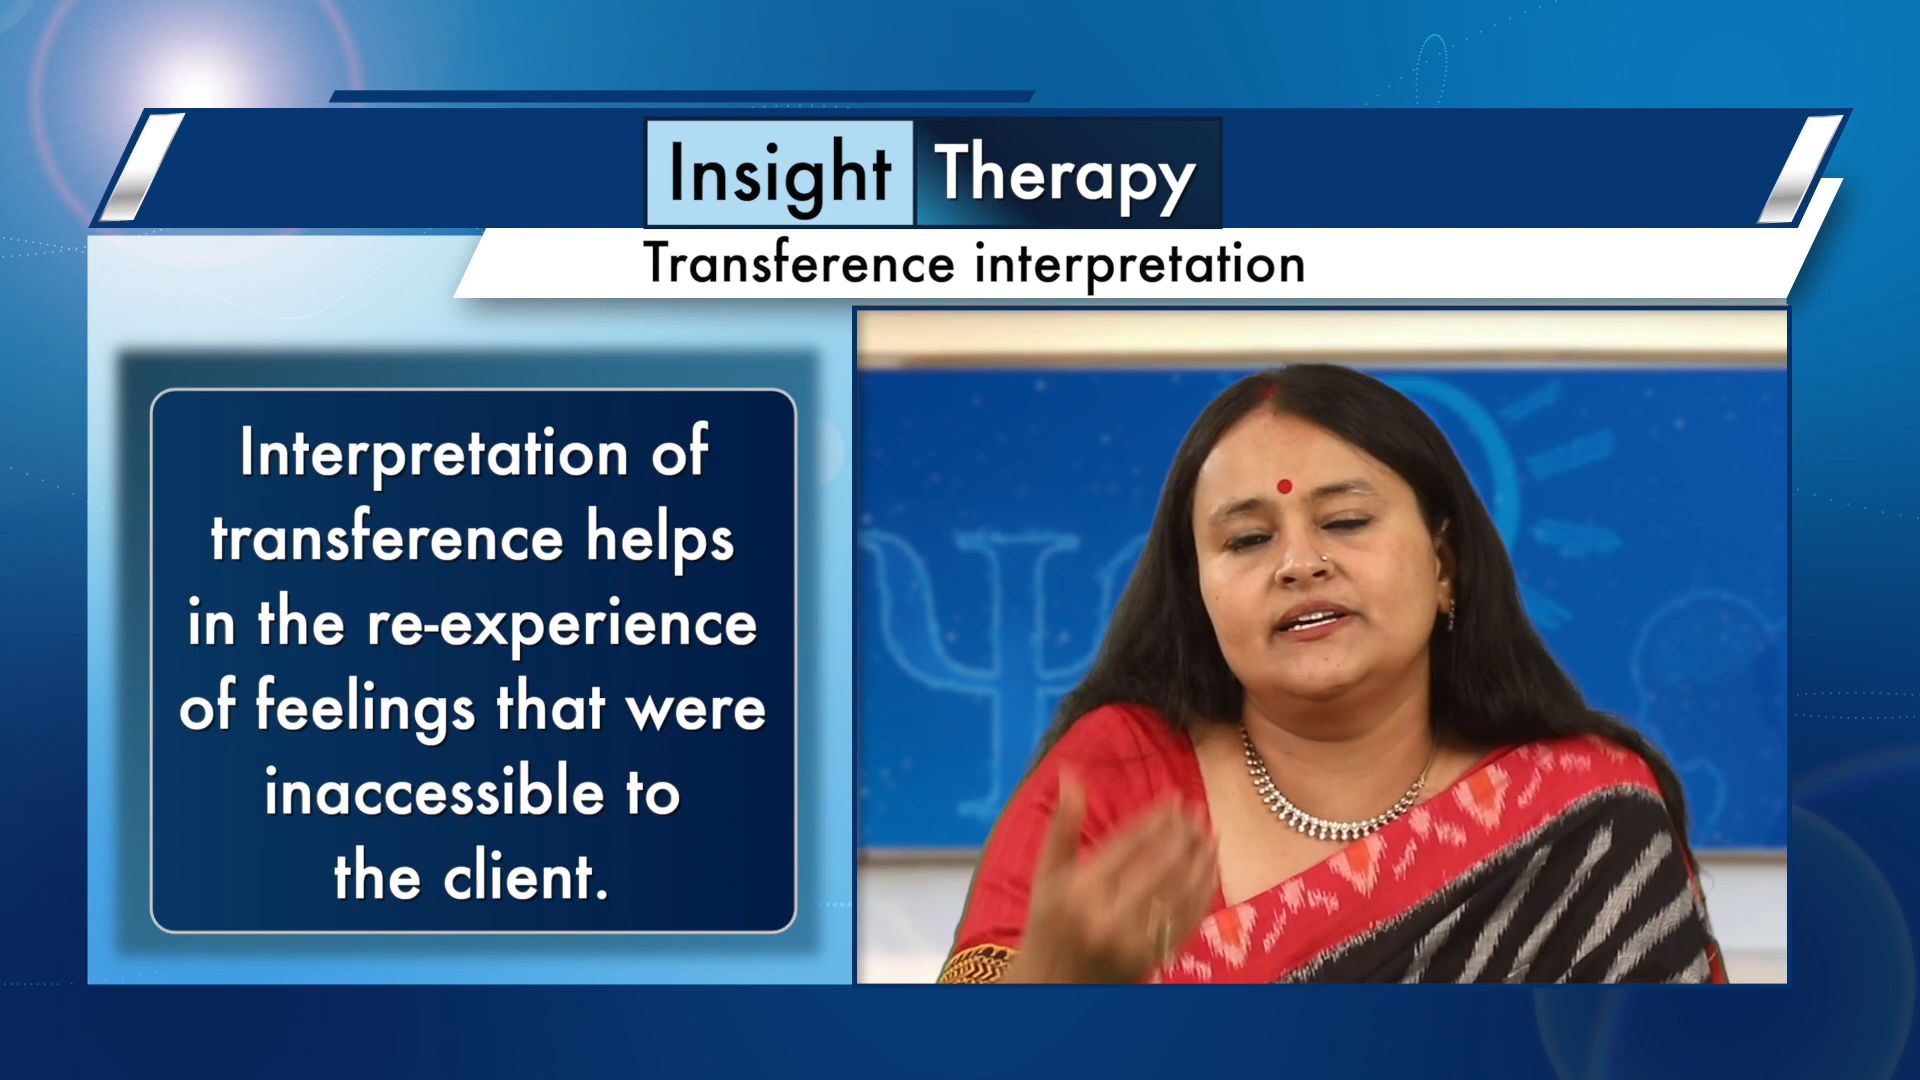 Insight Therapy
Transference interpretation
Interpretation of
transference helps
in the re-experience
of feelings that were
inaccessible to
the client.
Ψ